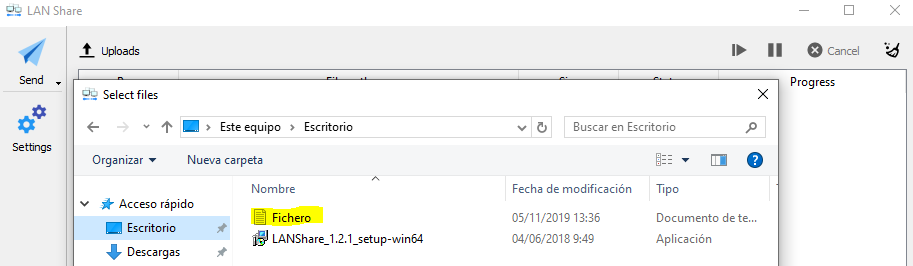 LAN Share
Send
Settings
Uploads
Cancel
Progress
Select files
Este equipo > Escritorio
Buscar en Escritorio
Organizar
Nueva carpeta
Nombre
Fecha de modificación
Tipo
Acceso rápido
Escritorio
Descargas
Fichero
05/11/2019 13:36
Documento de te...
LANShare_1.2.1_setup-win64
04/06/2018 9:49
Aplicación